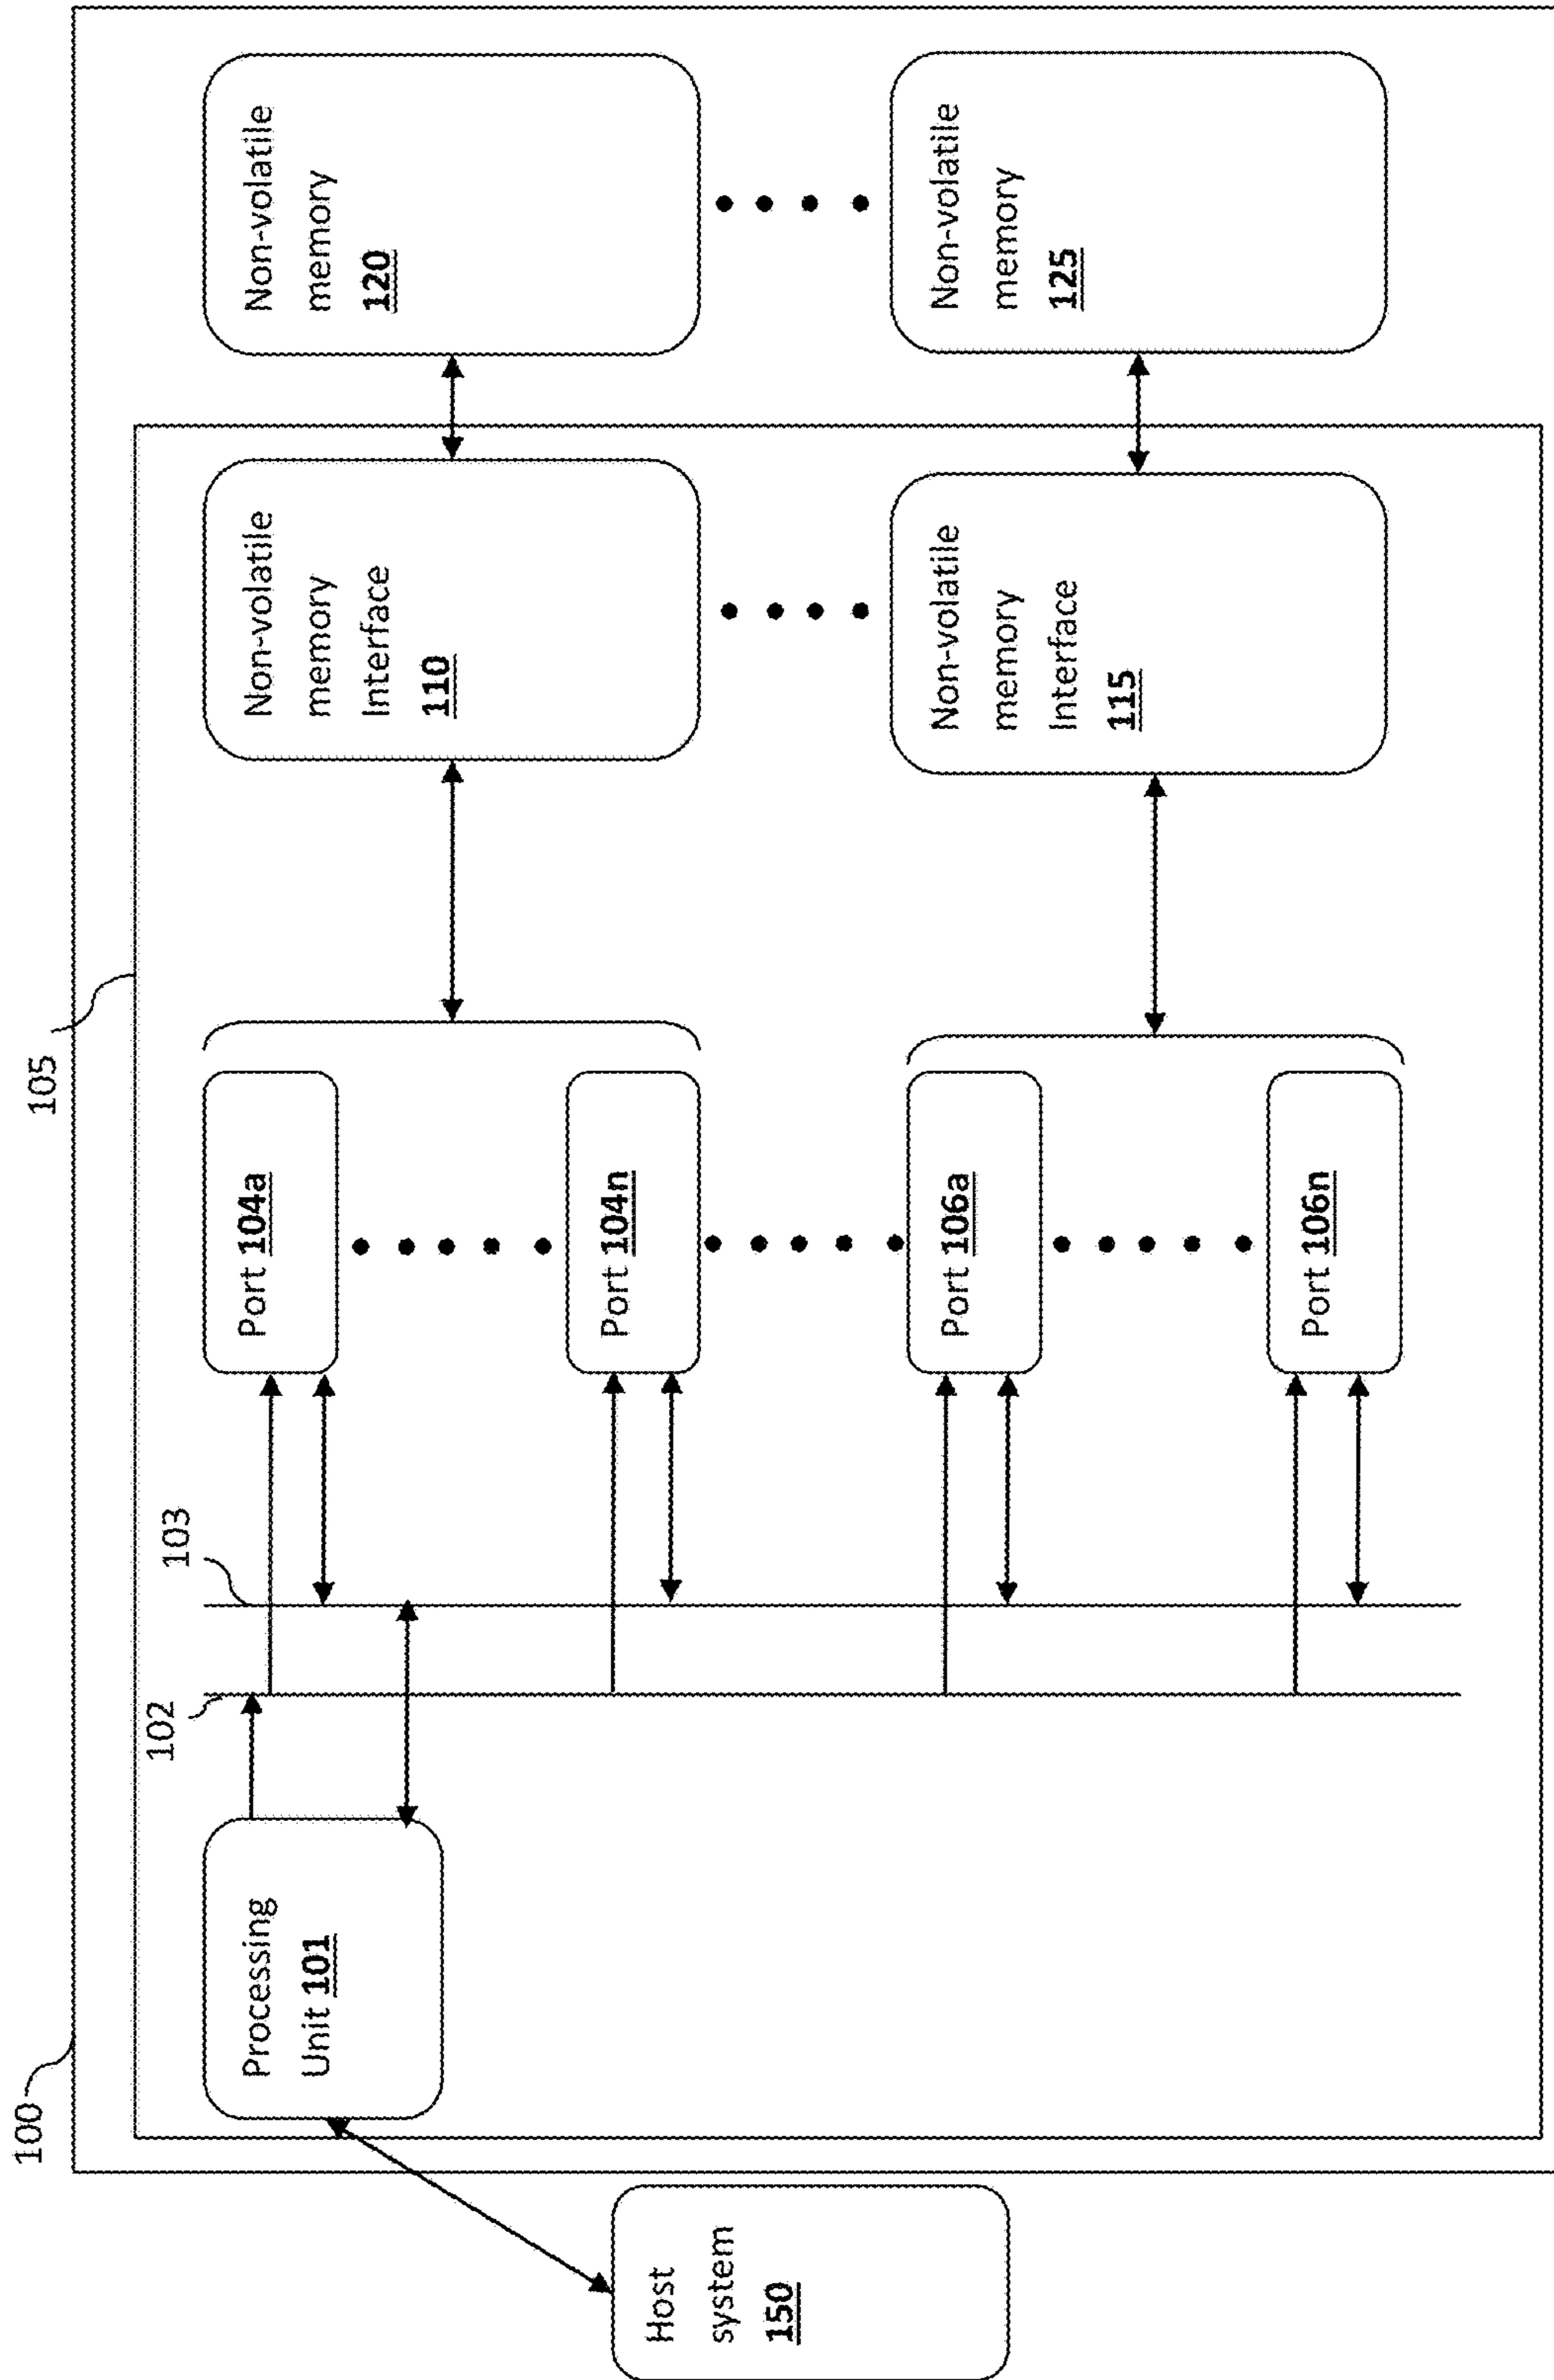 100
105
Host
system
150
Processing
Unit 101
102
103
Port 104a
Port 104n
Port 106a
Port 106n
Non-volatile
memory
Interface
110
Non-volatile
memory
Interface
115
Non-volatile
memory
120
Non-volatile
memory
125